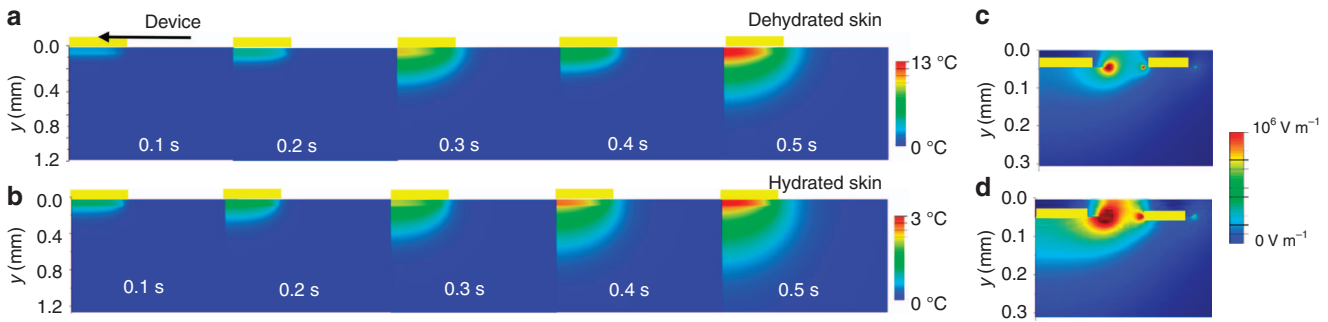 a
Device
Dehydrated skin
y (mm)
0.0
0.4
0.8
1.2
0.1 s
0.2 s
0.3 s
0.4 s
0.5 s
13 °C
0 °C
b
Hydrated skin
y (mm)
0.0
0.4
0.8
1.2
0.1 s
0.2 s
0.3 s
0.4 s
0.5 s
3 °C
0 °C
c
y (mm)
0.0
0.1
0.2
0.3
d
y (mm)
0.0
0.1
0.2
0.3
10⁶ V m⁻¹
0 V m⁻¹